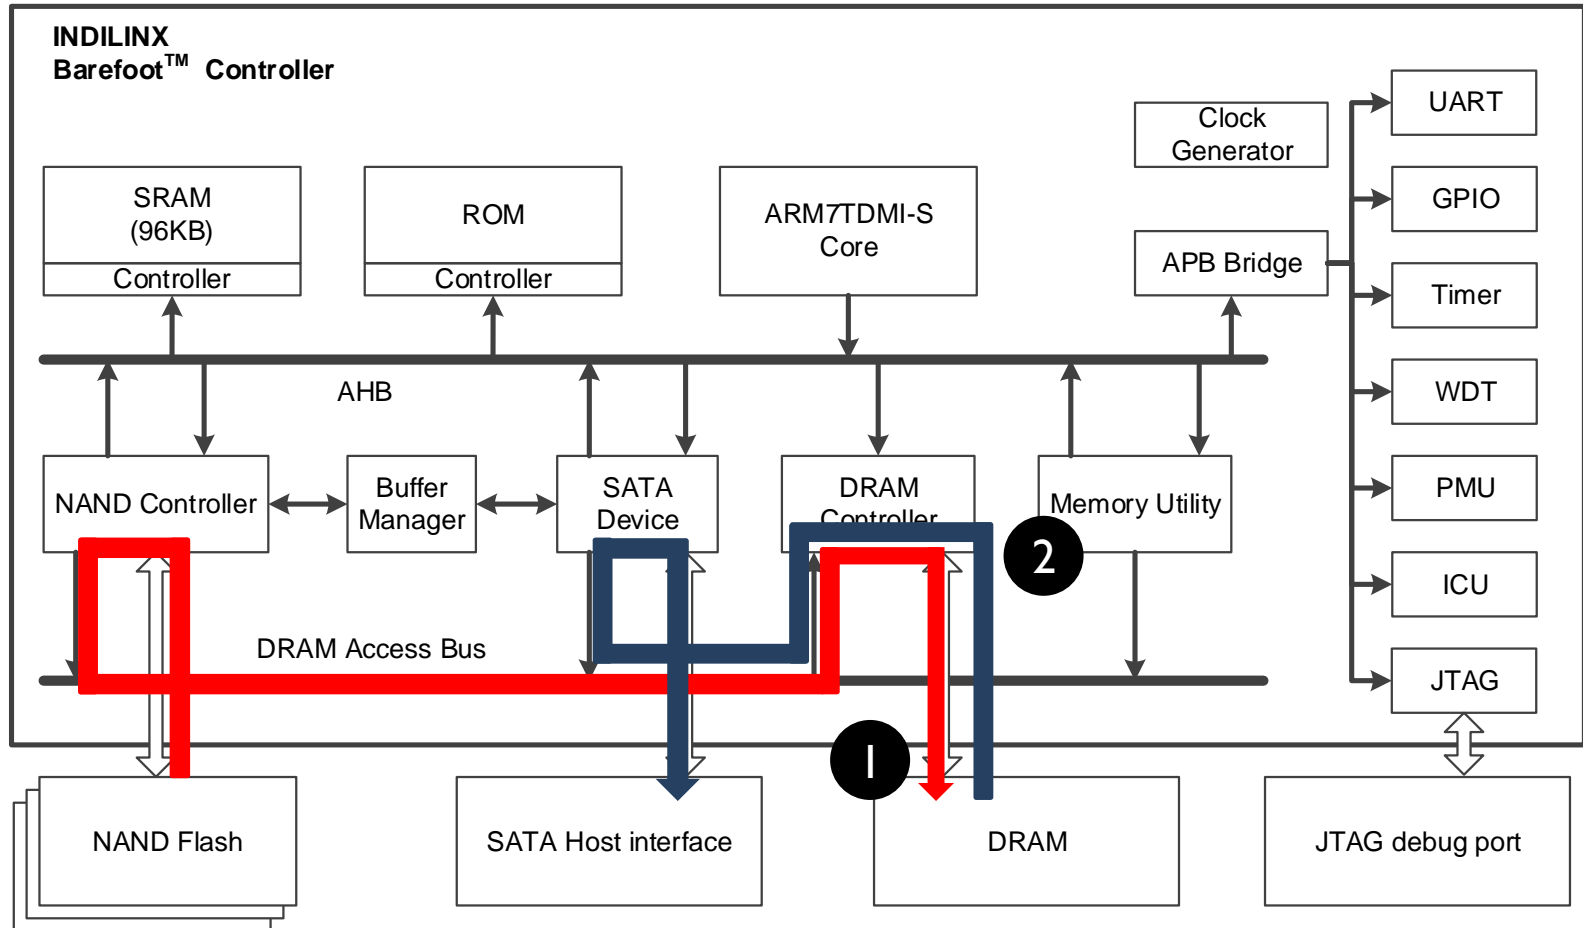 INDILINX
Barefoot™ Controller
UART
Clock
Generator
SRAM
(96KB)
Controller
ROM
Controller
ARM7TDMI-S
Core
GPIO
APB Bridge
Timer
AHB
WDT
NAND Controller
Buffer
Manager
SATA
Device
DRAM
Controller
Memory Utility
PMU
2
ICU
DRAM Access Bus
JTAG
1
NAND Flash
SATA Host interface
DRAM
JTAG debug port